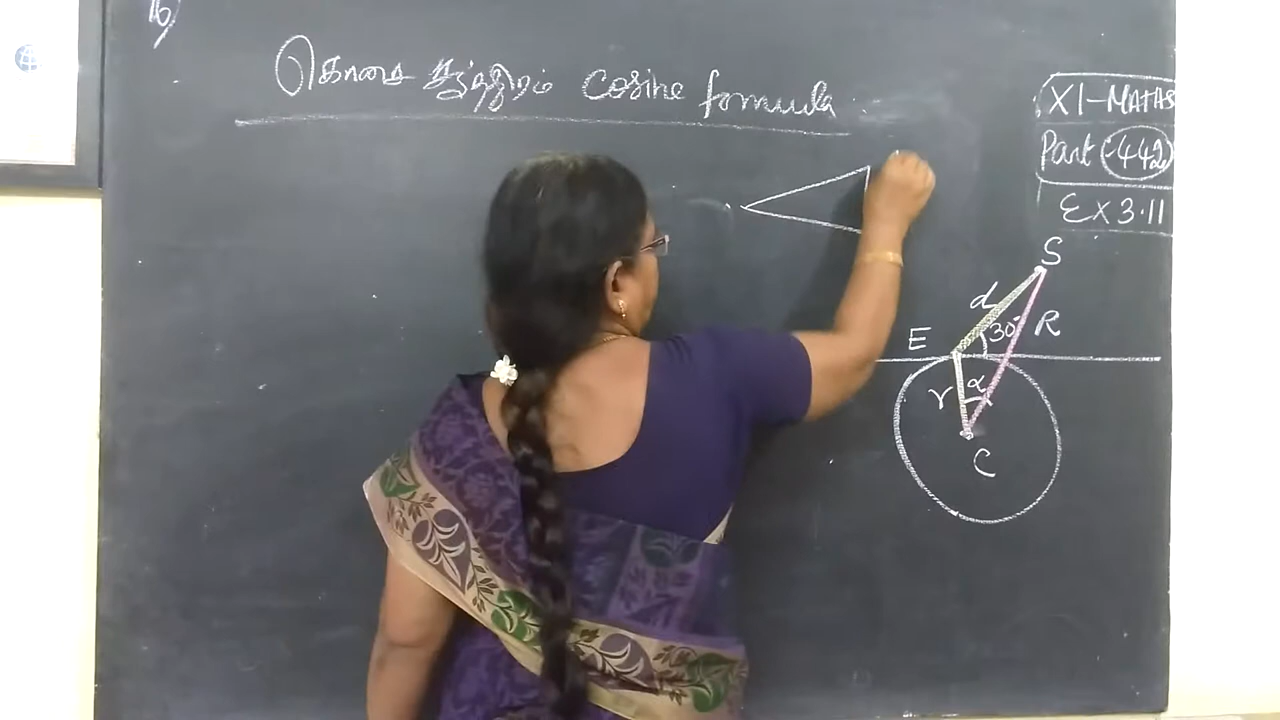 16)
கொசைன் சூத்திரம் Cosine formula
XI-MATHS
Part -442
Ex 3.11
S
d
E
30°
R
r
α
C